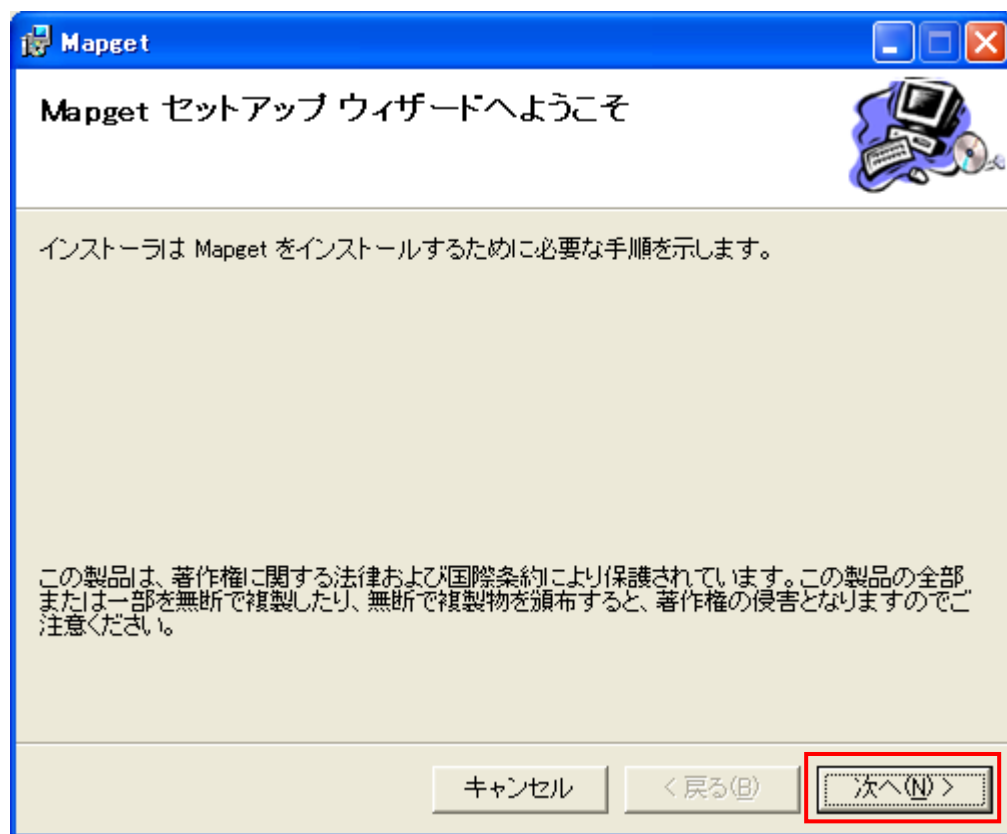 Mapget
Mapget セットアップ ウィザードへようこそ
インストーラは Mapget をインストールするために必要な手順を示します。
この製品は、著作権に関する法律および国際条約により保護されています。この製品の全部
または一部を無断で複製したり、無断で複製物を頒布すると、著作権の侵害となりますのでご
注意ください。
キャンセル
< 戻る(B)
次へ(N) >